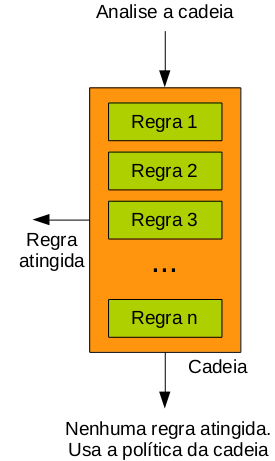 Analise a cadeia
Regra 1
Regra 2
Regra 3
Regra
atingida
...
Regra n
Cadeia
Nenhuma regra atingida.
Usa a política da cadeia